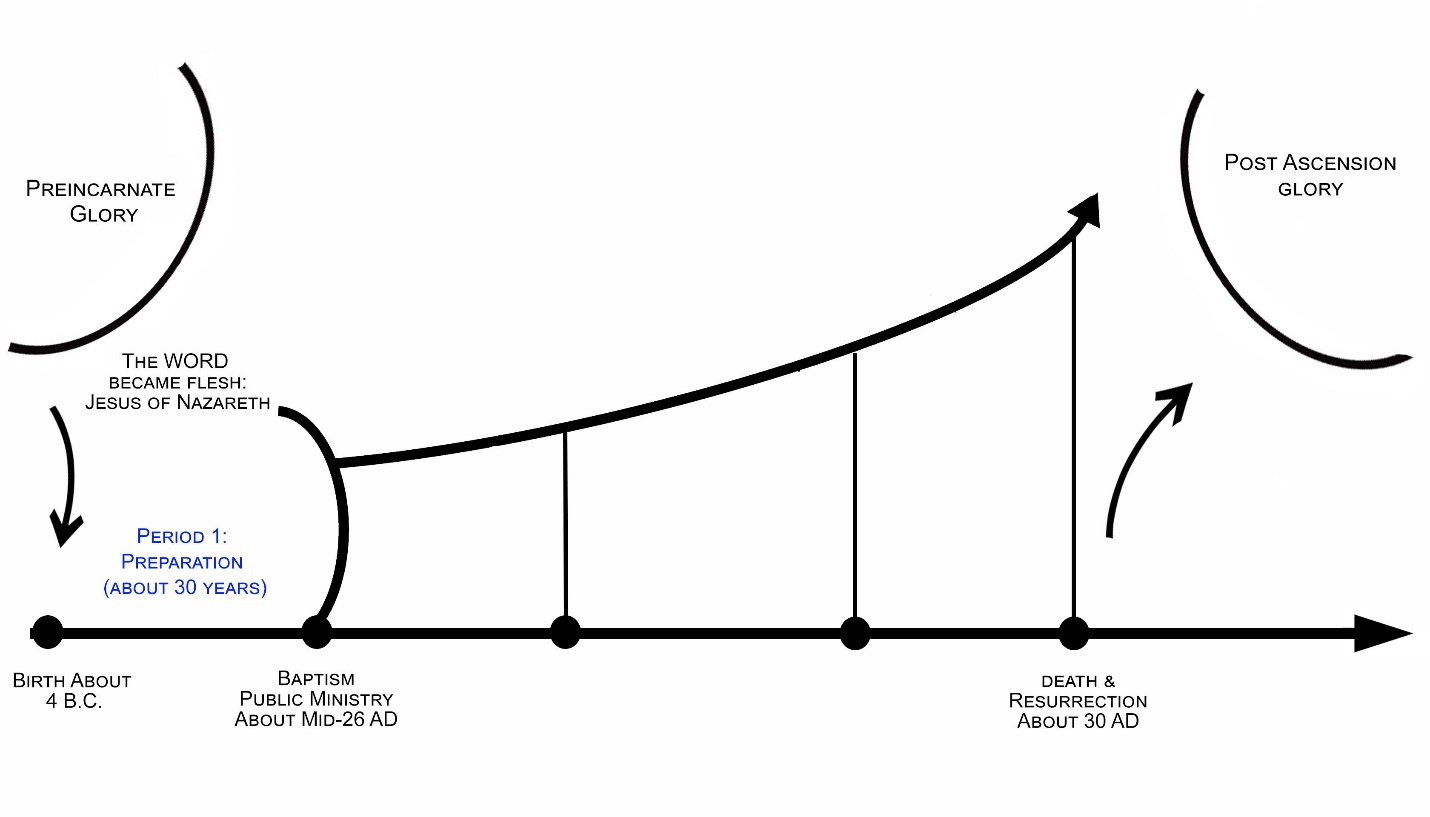 Preincarnate
Glory
Post Ascension
glory
The WORD
became flesh:
Jesus of Nazareth
Period 1:
Preparation
(about 30 years)
Birth About
4 B.C.
Baptism
Public Ministry
About Mid-26 AD
death &
Resurrection
About 30 AD